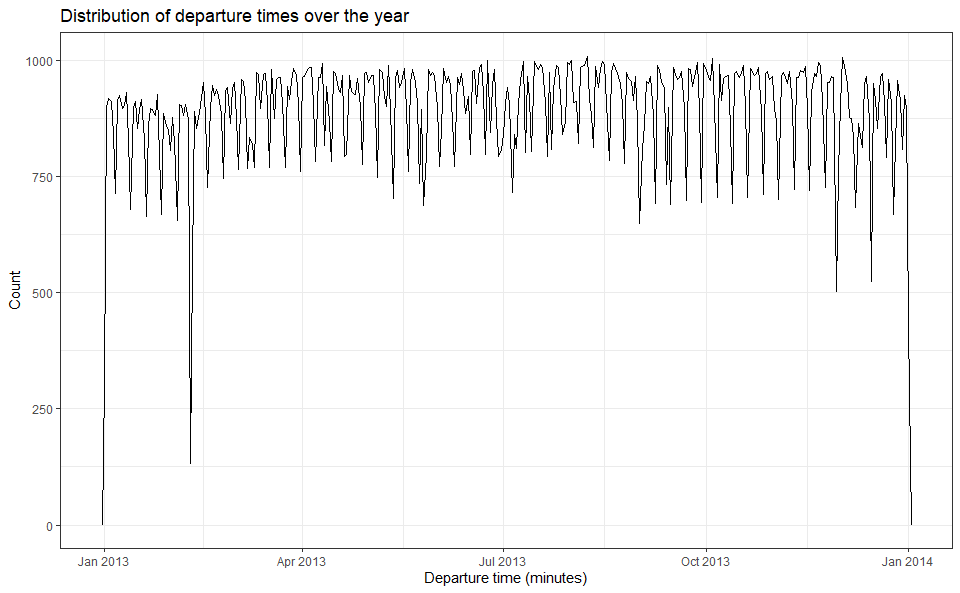 Distribution of departure times over the year
1000
750
500
250
0
Count
Jan 2013 Apr 2013 Jul 2013 Oct 2013 Jan 2014
Departure time (minutes)